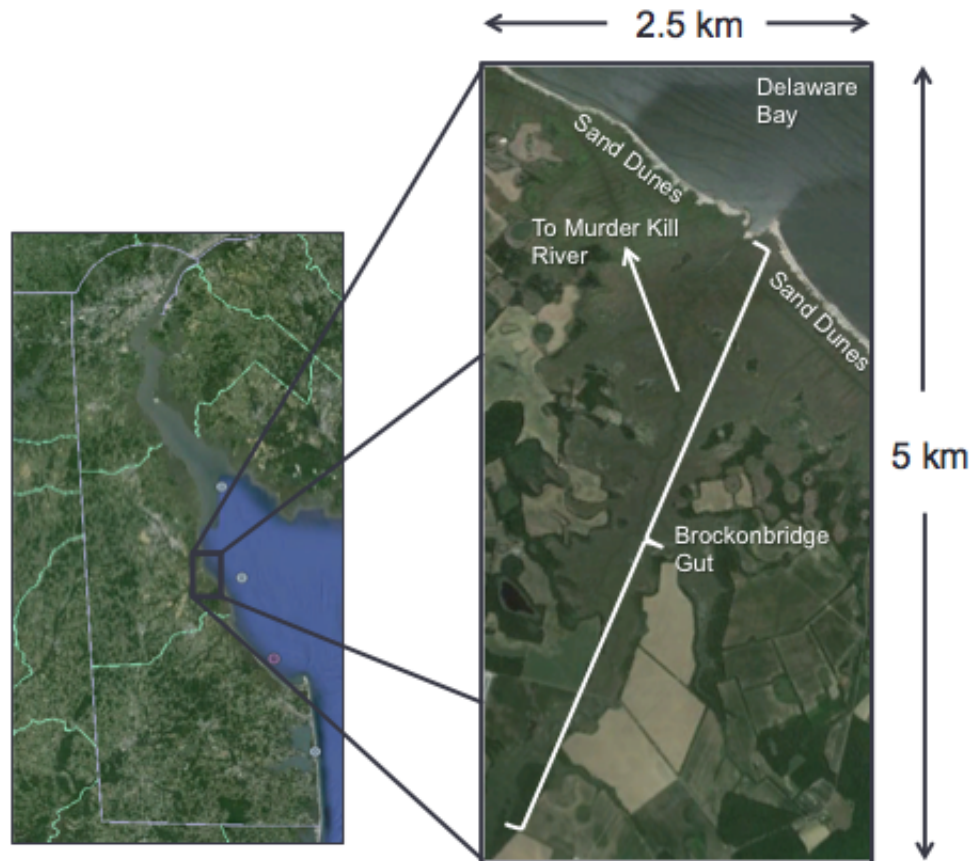 2.5 km
Delaware
Bay
Sand Dunes
To Murder Kill
River
Sand Dunes
5 km
Brockonbridge
Gut